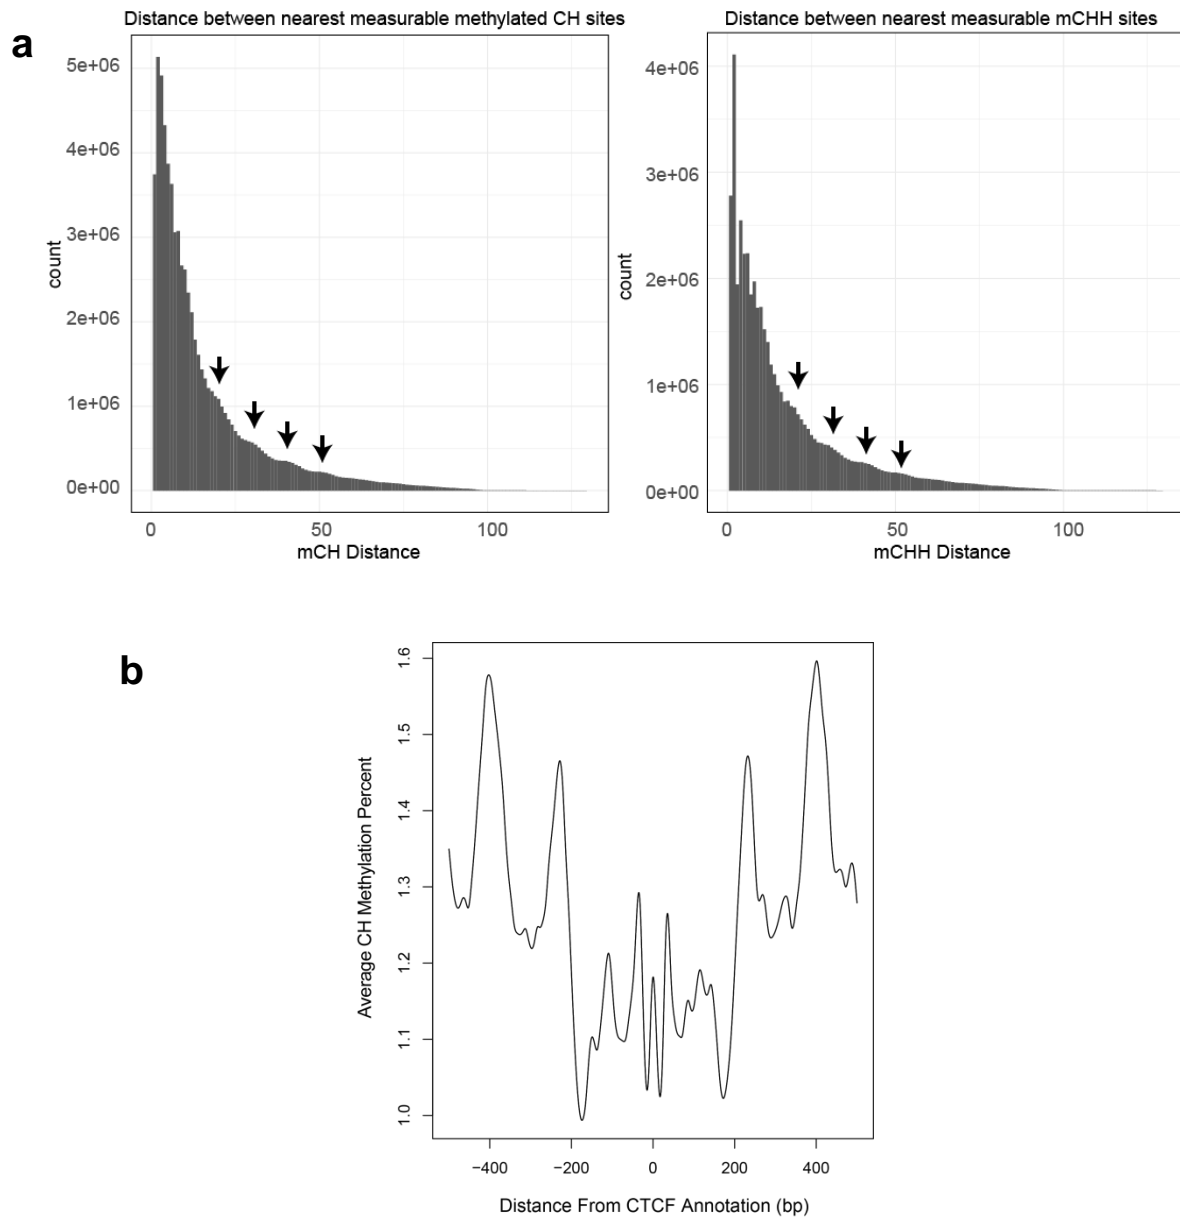 a
Distance between nearest measurable methylated CH sites
5e+06
4e+06
3e+06
2e+06
1e+06
0e+00
count
0 50 100
mCH Distance
Distance between nearest measurable mCHH sites
4e+06
3e+06
2e+06
1e+06
0e+00
count
0 50 100
mCHH Distance
b
1.6
1.5
1.4
1.3
1.2
1.1
1.0
Average CH Methylation Percent
−400 −200 0 200 400
Distance From CTCF Annotation (bp)